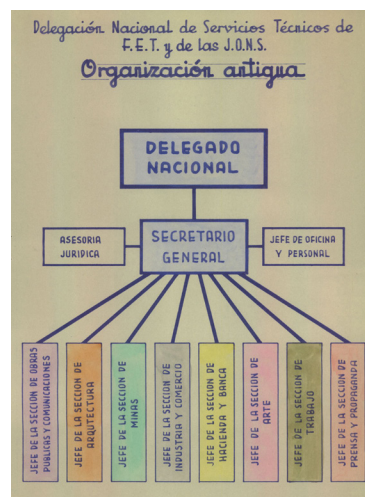 Delegación Nacional de Servicios Técnicos de
F.E.T. y de las J.O.N.S.
Organización antigua
DELEGADO
NACIONAL
ASESORIA
JURIDICA
SECRETARIO
GENERAL
JEFE DE OFICINA
Y PERSONAL
JEFE DE LA SECCION DE OBRAS
PUBLICAS Y COMUNICACIONES
JEFE DE LA SECCION DE
ARQUTECTURA
JEFE DE LA SECCION DE
MINAS
JEFE DE LA SECCION DE
INDUSTRIA Y COMERCIO
JEFE DE LA SECCION DE
HACIENDA Y BANCA
JEFE DE LA SECCION DE
ARTE
JEFE DE LA SECCION DE
TRABAJO
JEFE DE LA SECCION DE
PRENSA Y PROPAGANDA